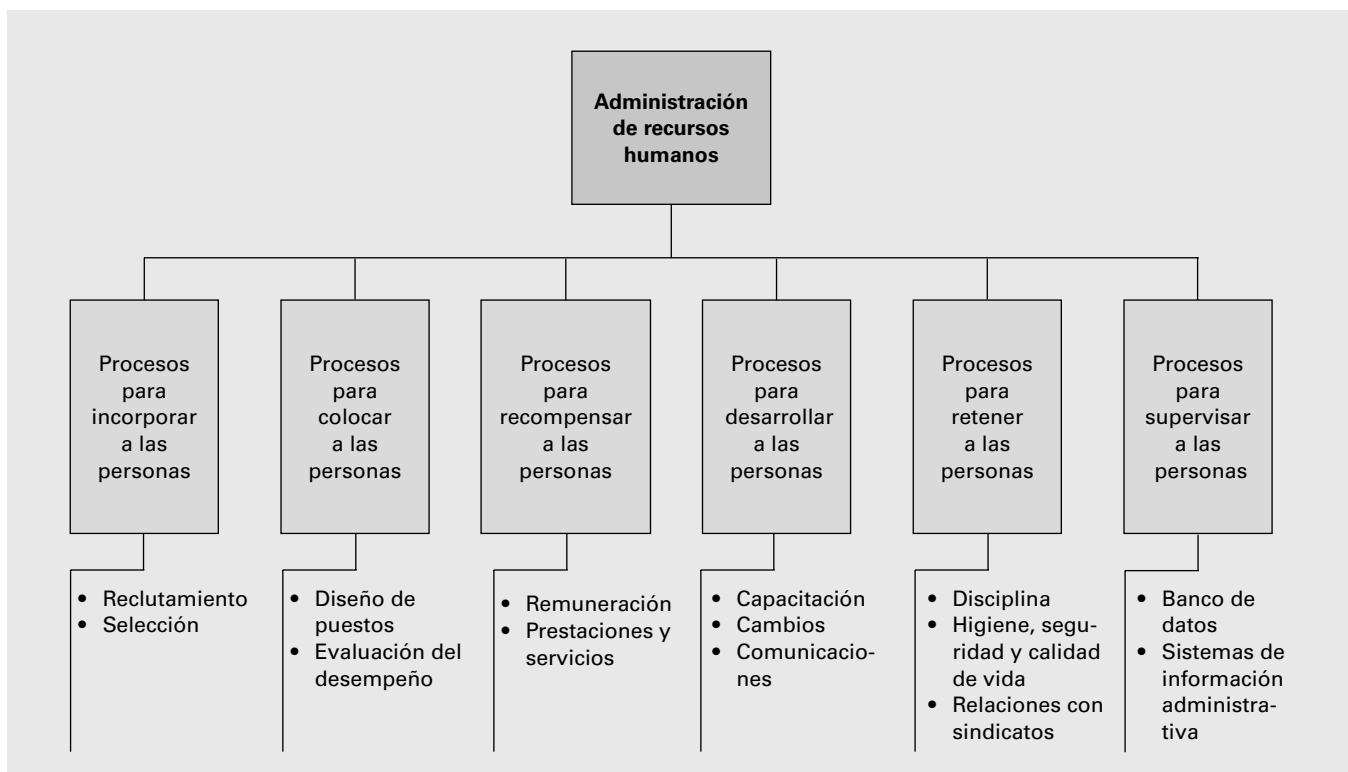 Administración
de recursos
humanos
Procesos
para
incorporar
a las
personas
Procesos
para
colocar
a las
personas
Procesos
para
recompensar
a las
personas
Procesos
para
desarrollar
a las
personas
Procesos
para
retener
a las
personas
Procesos
para
supervisar
a las
personas
• Reclutamiento
• Selección
• Diseño de
puestos
• Evaluación del
desempeño
• Remuneración
• Prestaciones y
servicios
• Capacitación
• Cambios
• Comunicacio-
nes
• Disciplina
• Higiene, segu-
ridad y calidad
de vida
• Relaciones con
sindicatos
• Banco de
datos
• Sistemas de
información
administra-
tiva